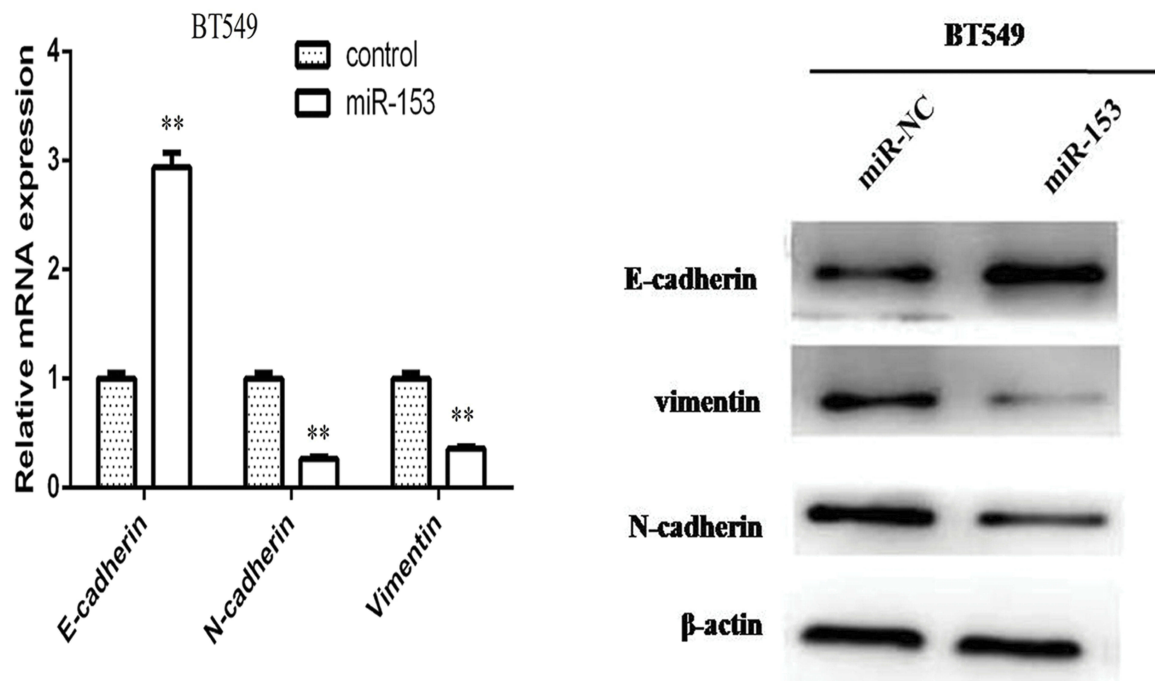 BT549
control
miR-153
Relative mRNA expression
4
3
2
1
0
**
**
**
E-cadherin
N-cadherin
Vimentin
BT549
miR-NC
miR-153
E-cadherin
vimentin
N-cadherin
β-actin